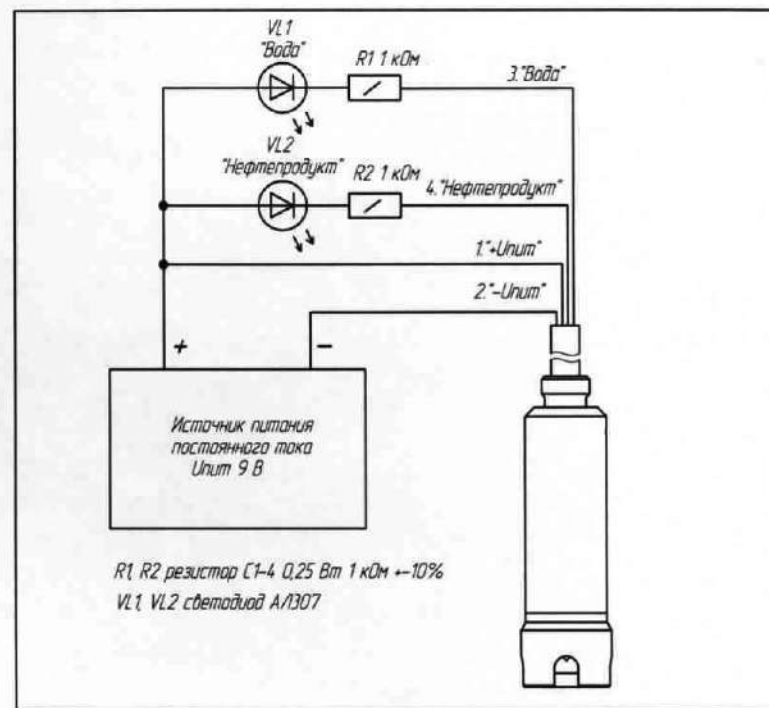 VL1
"Вода"
R1 1 кОм
3."Вода"
VL2
"Нефтепродукт"
R2 1 кОм
4."Нефтепродукт"
1."+Uпит"
2."-Uпит"
+
−
Источник питания
постоянного тока
Uпит 9 В
R1, R2 резистор С1-4 0,25 Вт 1 кОм +-10%
VL1, VL2 светодиод АЛ307